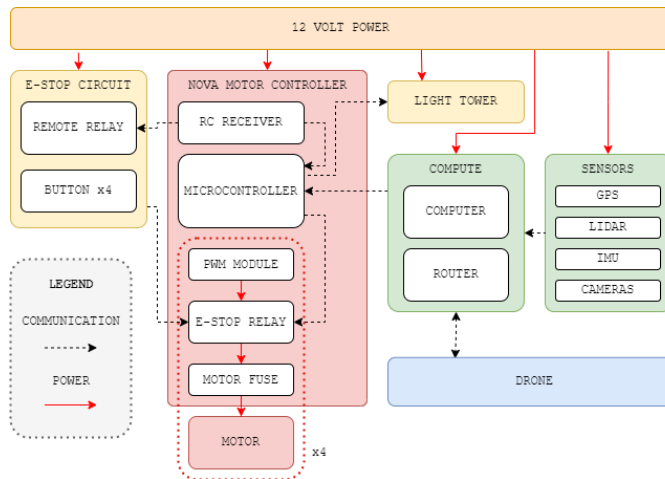 12 VOLT POWER
E-STOP CIRCUIT
REMOTE RELAY
BUTTON x4
NOVA MOTOR CONTROLLER
RC RECEIVER
MICROCONTROLLER
PWM MODULE
E-STOP RELAY
MOTOR FUSE
MOTOR
x4
LIGHT TOWER
COMPUTE
COMPUTER
ROUTER
SENSORS
GPS
LIDAR
IMU
CAMERAS
DRONE
LEGEND
COMMUNICATION
POWER